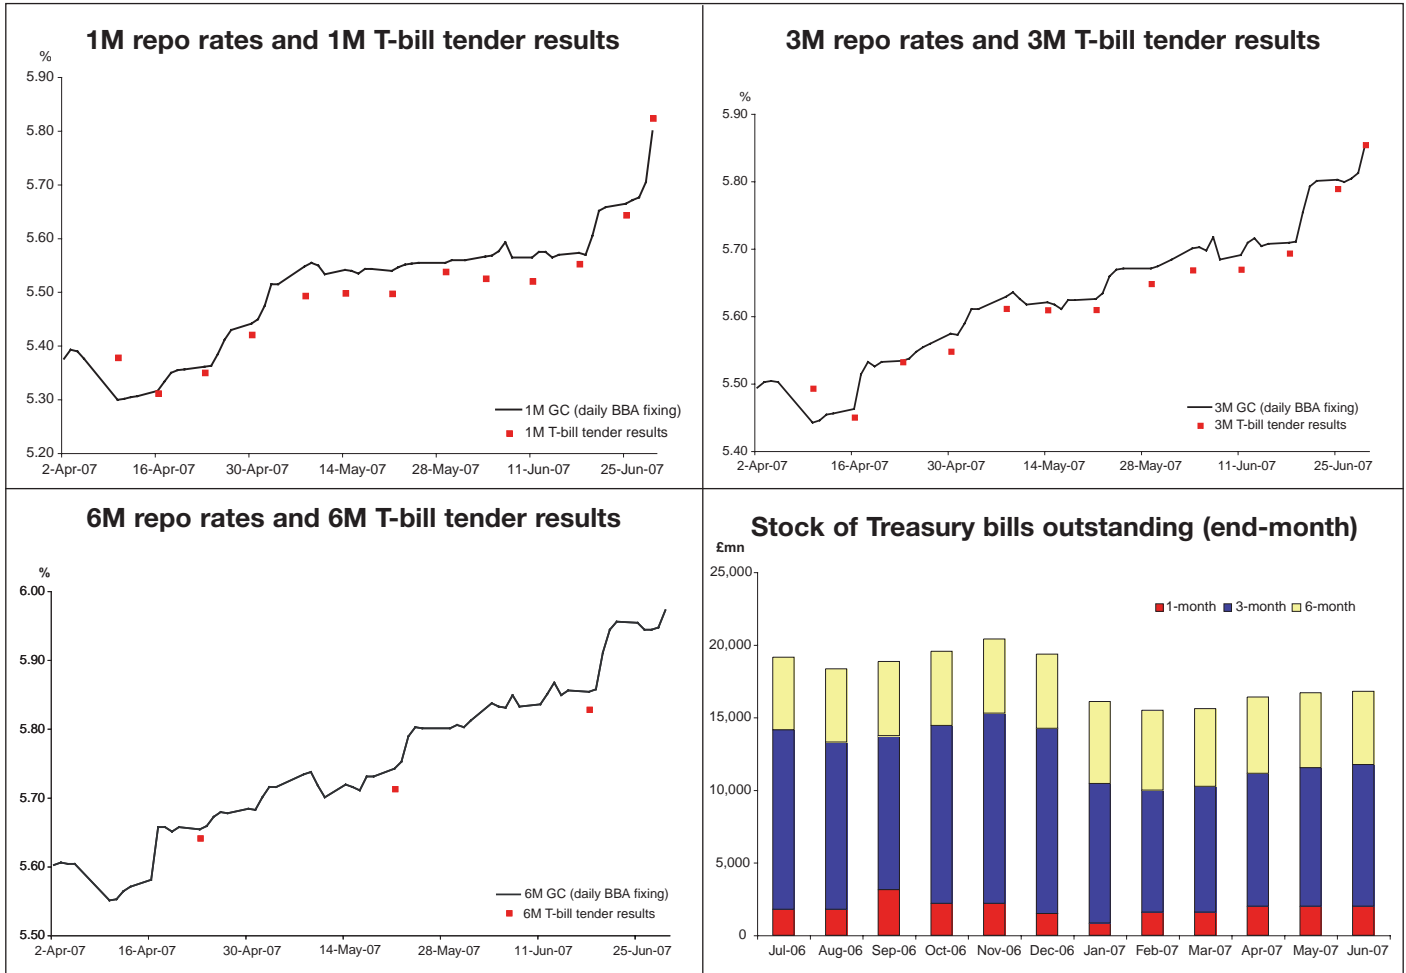 1M repo rates and 1M T-bill tender results
%
5.90
5.80
5.70
5.60
5.50
5.40
5.30
5.20
1M GC (daily BBA fixing)
1M T-bill tender results
2-Apr-07 16-Apr-07 30-Apr-07 14-May-07 28-May-07 11-Jun-07 25-Jun-07
3M repo rates and 3M T-bill tender results
%
5.90
5.80
5.70
5.60
5.50
5.40
3M GC (daily BBA fixing)
3M T-bill tender results
2-Apr-07 16-Apr-07 30-Apr-07 14-May-07 28-May-07 11-Jun-07 25-Jun-07
6M repo rates and 6M T-bill tender results
%
6.00
5.90
5.80
5.70
5.60
5.50
6M GC (daily BBA fixing)
6M T-bill tender results
2-Apr-07 16-Apr-07 30-Apr-07 14-May-07 28-May-07 11-Jun-07 25-Jun-07
Stock of Treasury bills outstanding (end-month)
£mn
25,000
20,000
15,000
10,000
5,000
0
1-month 3-month 6-month
Jul-06 Aug-06 Sep-06 Oct-06 Nov-06 Dec-06 Jan-07 Feb-07 Mar-07 Apr-07 May-07 Jun-07